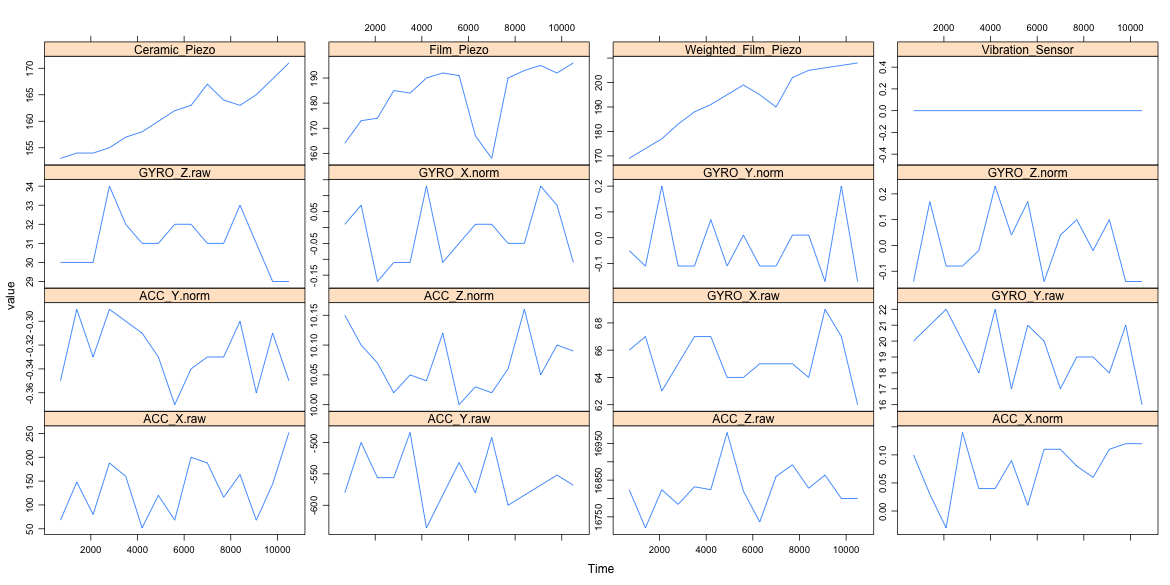 2000 4000 6000 8000 10000 2000 4000 6000 8000 10000
Ceramic_Piezo Film_Piezo Weighted_Film_Piezo Vibration_Sensor
155 160 165 170
160 170 180 190
170 180 190 200
-0.4 -0.2 0.0 0.2 0.4
GYRO_Z.raw GYRO_X.norm GYRO_Y.norm GYRO_Z.norm
29 30 31 32 33 34
-0.15 -0.05 0.05
-0.1 0.0 0.1 0.2
-0.1 0.0 0.1 0.2
ACC_Y.norm ACC_Z.norm GYRO_X.raw GYRO_Y.raw
-0.36 -0.34 -0.32 -0.30
10.00 10.05 10.10 10.15
62 64 66 68
16 17 18 19 20 21 22
ACC_X.raw ACC_Y.raw ACC_Z.raw ACC_X.norm
50 100 150 200 250
-600 -550 -500
16750 16850 16950
0.00 0.05 0.10
2000 4000 6000 8000 10000 2000 4000 6000 8000 10000
value
Time